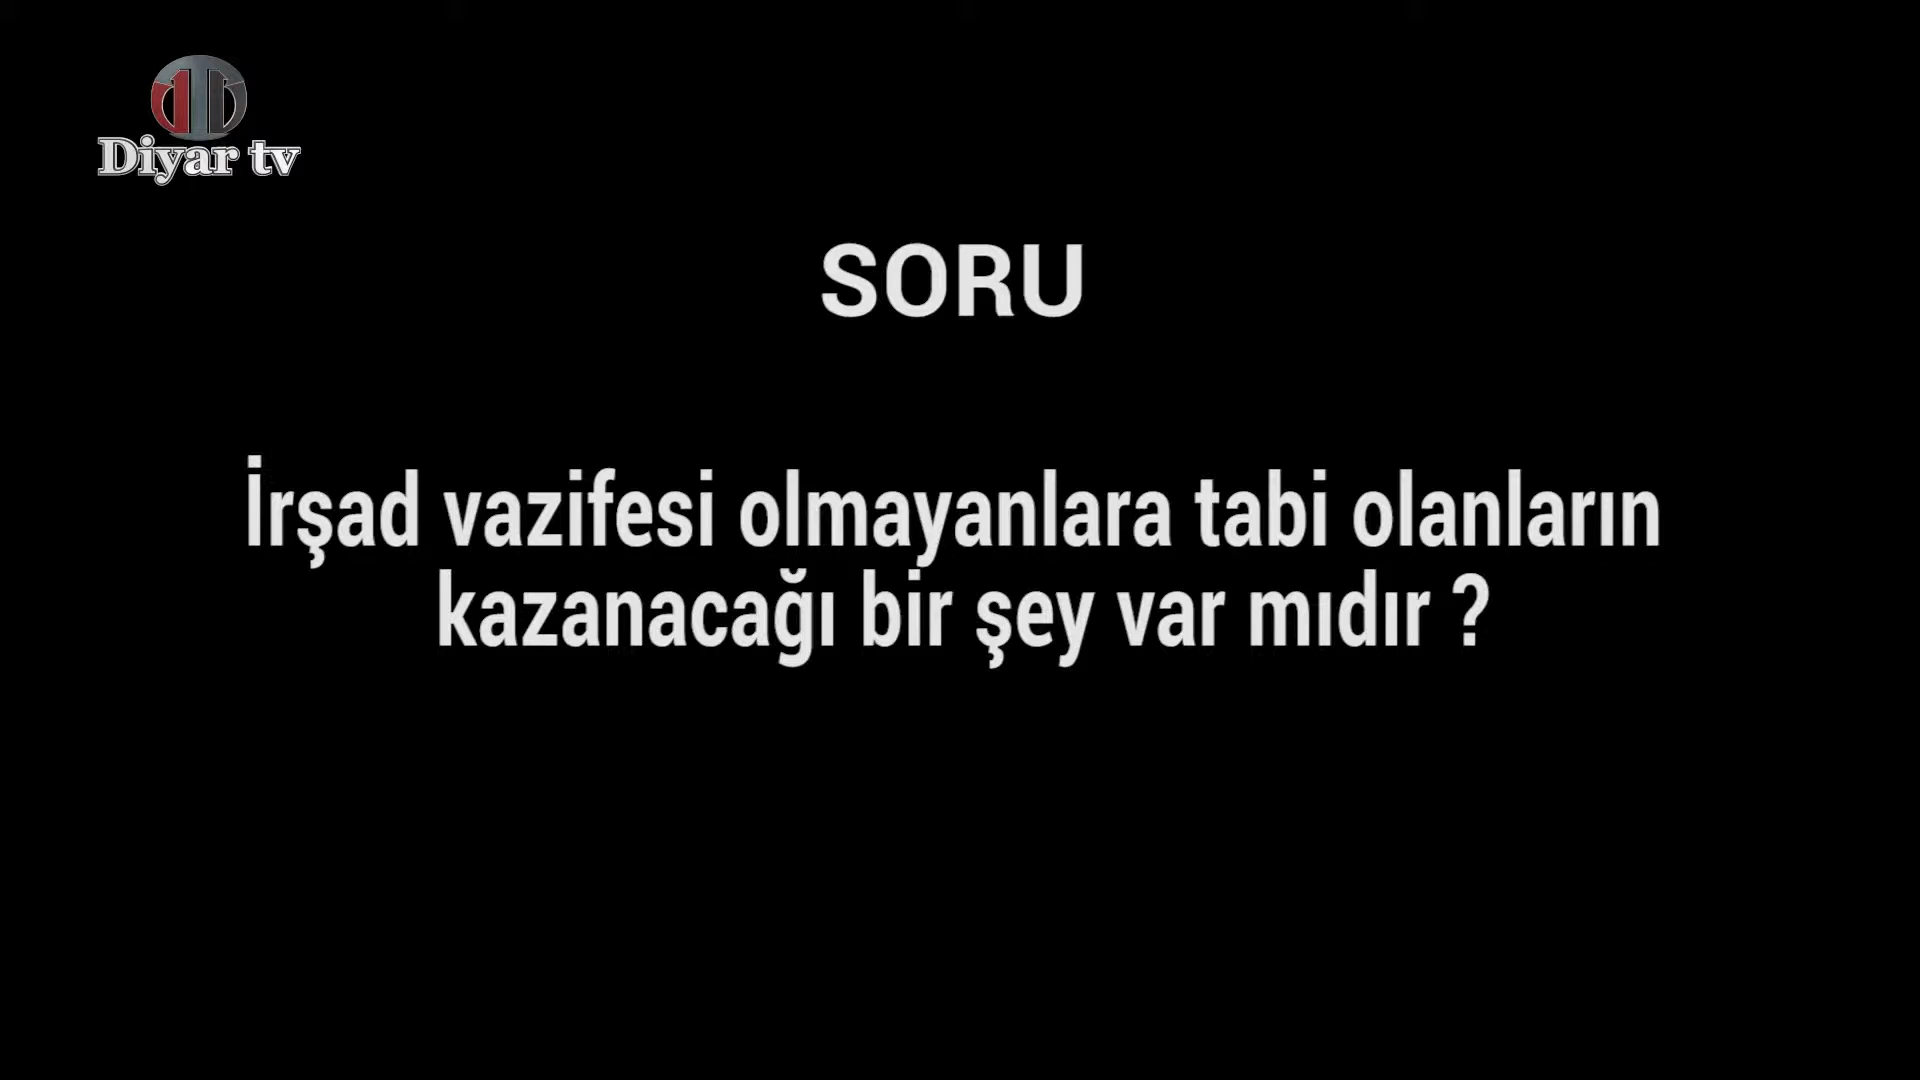 Diyar tv
SORU
İrşad vazifesi olmayanlara tabi olanların
kazanacağı bir şey var mıdır ?